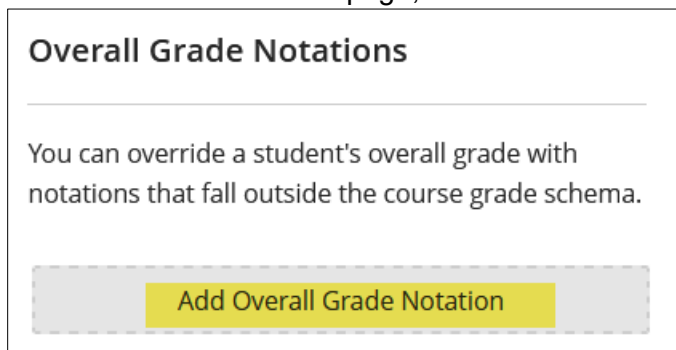 Overall Grade Notations
You can override a student's overall grade with
notations that fall outside the course grade schema.
Add Overall Grade Notation